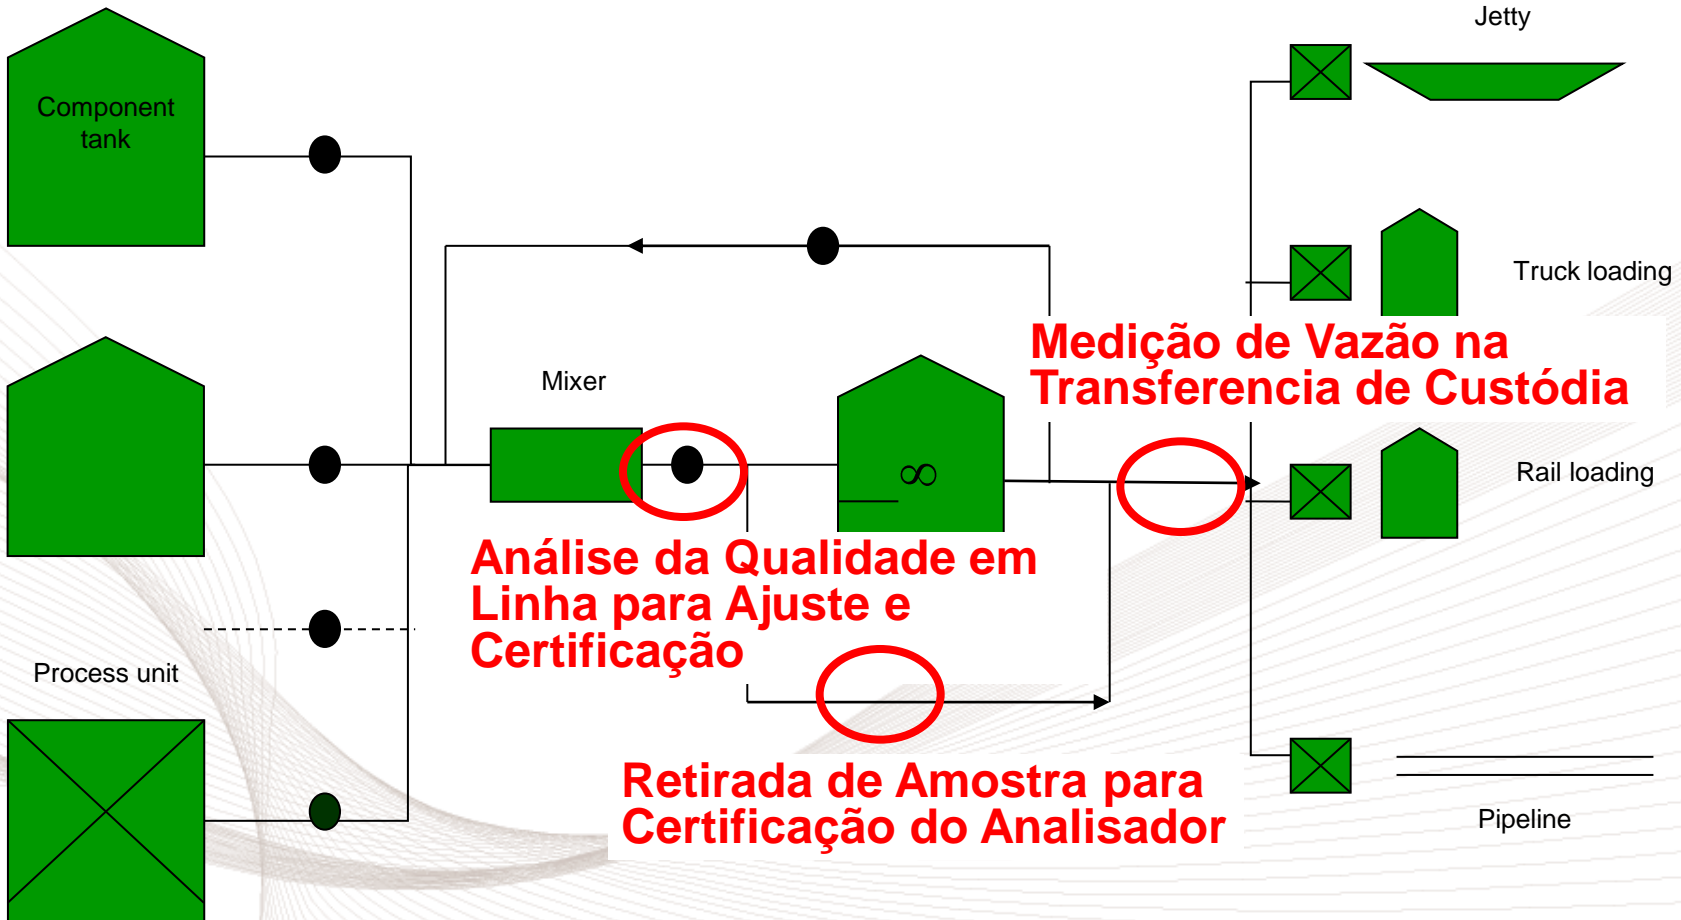 Jetty
Component
tank
Truck loading
Medição de Vazão na
Transferencia de Custódia
Mixer
Rail loading
∞
Análise da Qualidade em
Linha para Ajuste e
Certificação
Process unit
Retirada de Amostra para
Certificação do Analisador
Pipeline